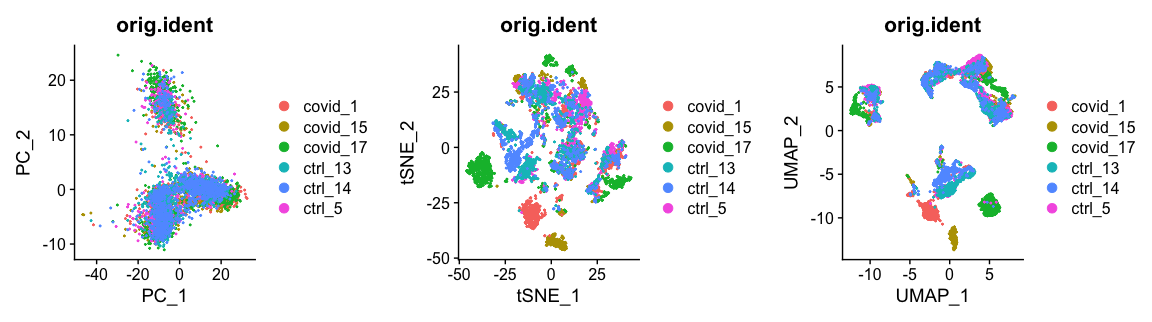 orig.ident
20
10
0
-10
PC_2
-40
-20
0
20
PC_1
covid_1
covid_15
covid_17
ctrl_13
ctrl_14
ctrl_5
orig.ident
25
0
-25
-50
tSNE_2
-50
-25
0
25
tSNE_1
covid_1
covid_15
covid_17
ctrl_13
ctrl_14
ctrl_5
orig.ident
5
0
-5
-10
UMAP_2
-10
-5
0
5
UMAP_1
covid_1
covid_15
covid_17
ctrl_13
ctrl_14
ctrl_5